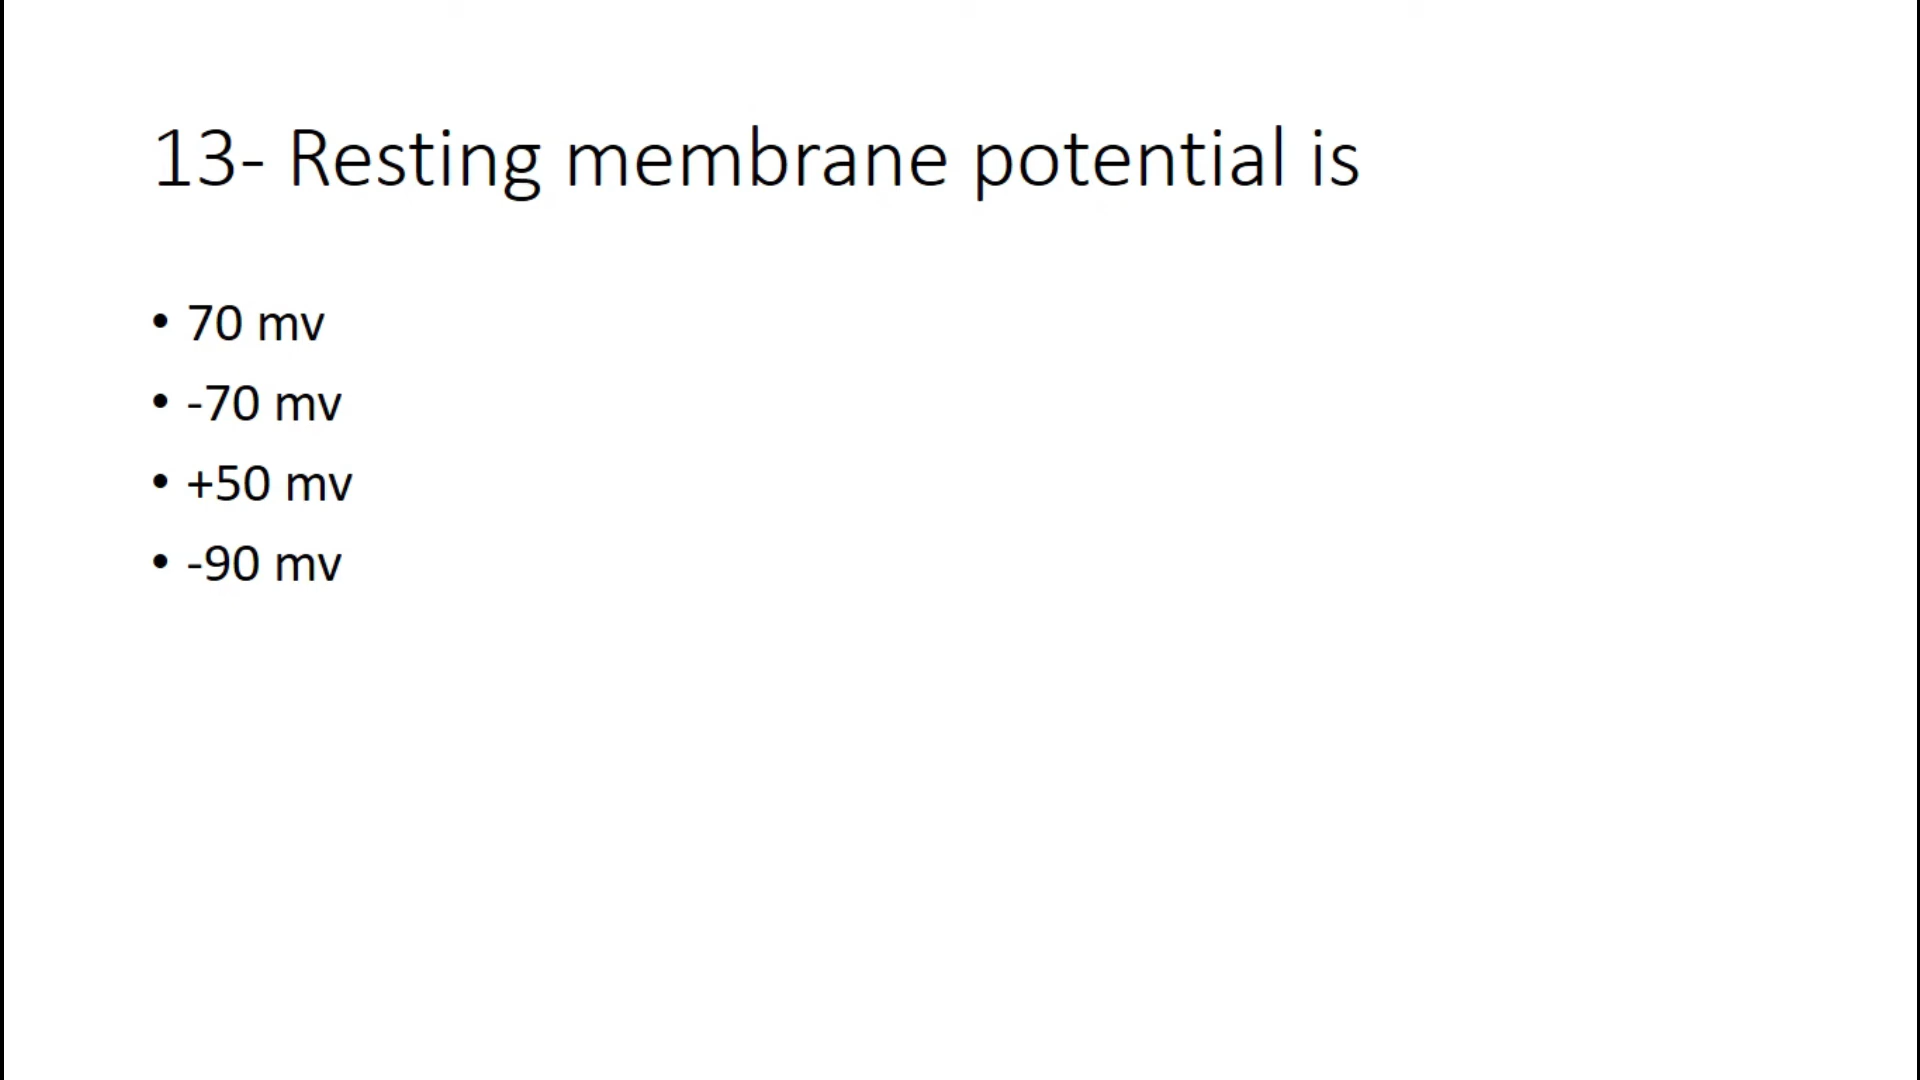 13- Resting membrane potential is
• 70 mv
• -70 mv
• +50 mv
• -90 mv